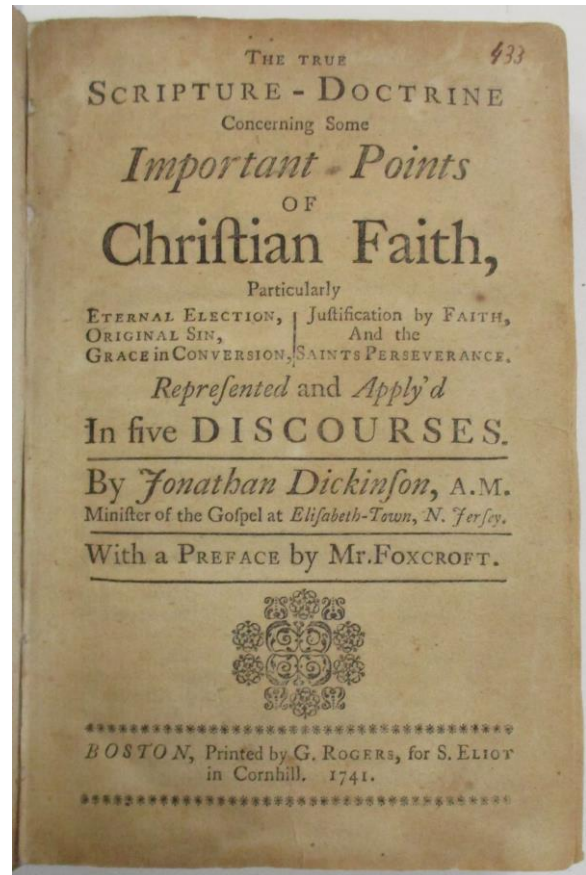 433
THE TRUE
SCRIPTURE - DOCTRINE
Concerning Some
Important Points
OF
Chriſtian Faith,
Particularly
ETERNAL ELECTION,
ORIGINAL SIN,
GRACE in CONVERSION,
Juſtification by FAITH,
And the
SAINTS PERSEVERANCE.
Repreſented and Apply'd
In five DISCOURSES.
By Jonathan Dickinſon, A.M.
Miniſter of the Goſpel at Eliſabeth-Town, N. Jerſey.
With a PREFACE by Mr. FOXCROFT.
BOSTON, Printed by G. ROGERS, for S. ELIOT
in Cornhill. 1741.